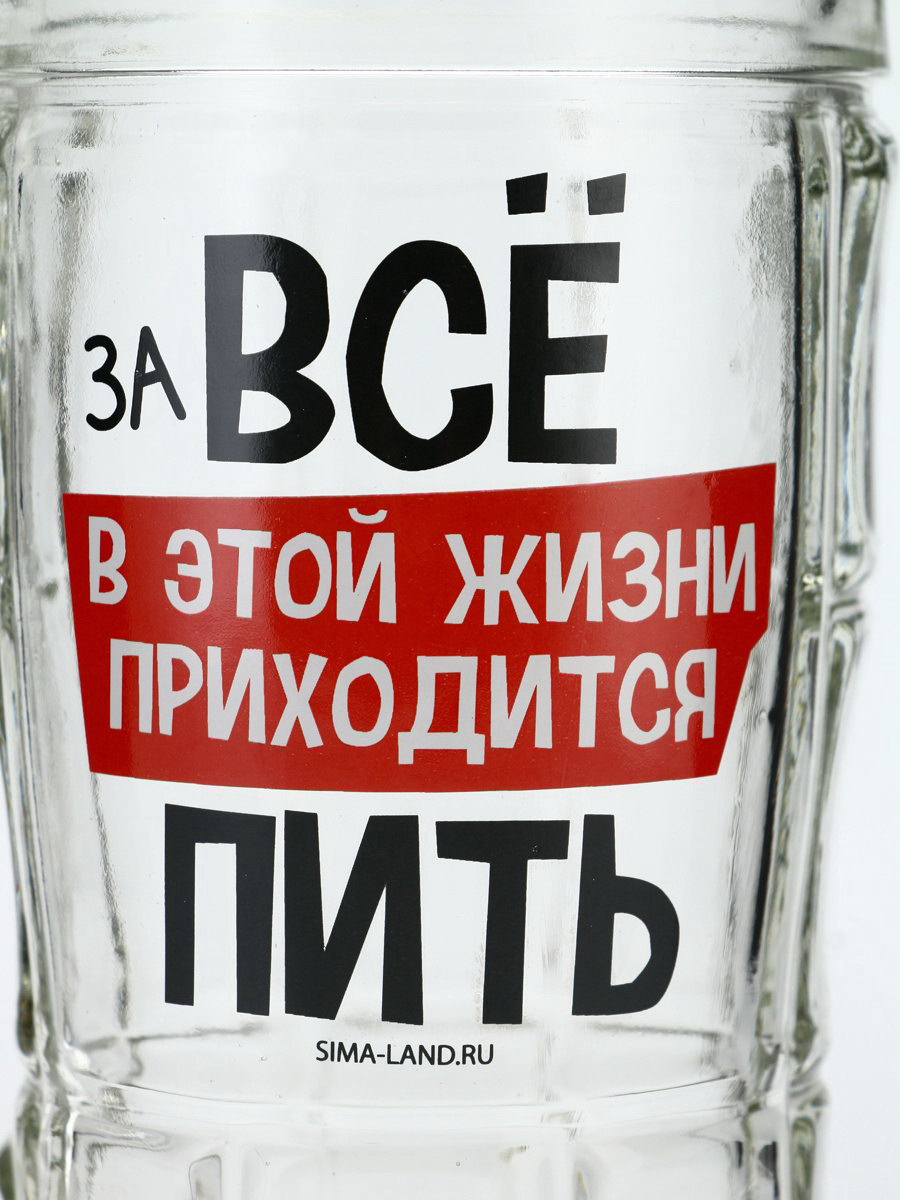 ЗА ВСЁ
В ЭТОЙ ЖИЗНИ
ПРИХОДИТСЯ
ПИТЬ
SIMA-LAND.RU